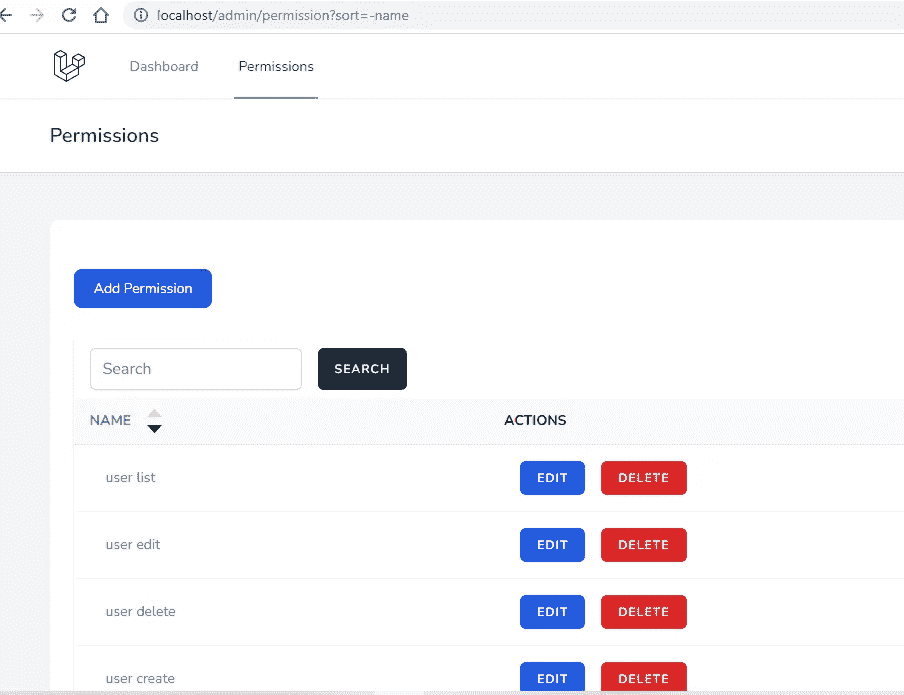 localhost/admin/permission?sort=-name
Dashboard Permissions
Permissions
Add Permission
Search SEARCH
NAME ACTIONS
user list EDIT DELETE
user edit EDIT DELETE
user delete EDIT DELETE
user create EDIT DELETE